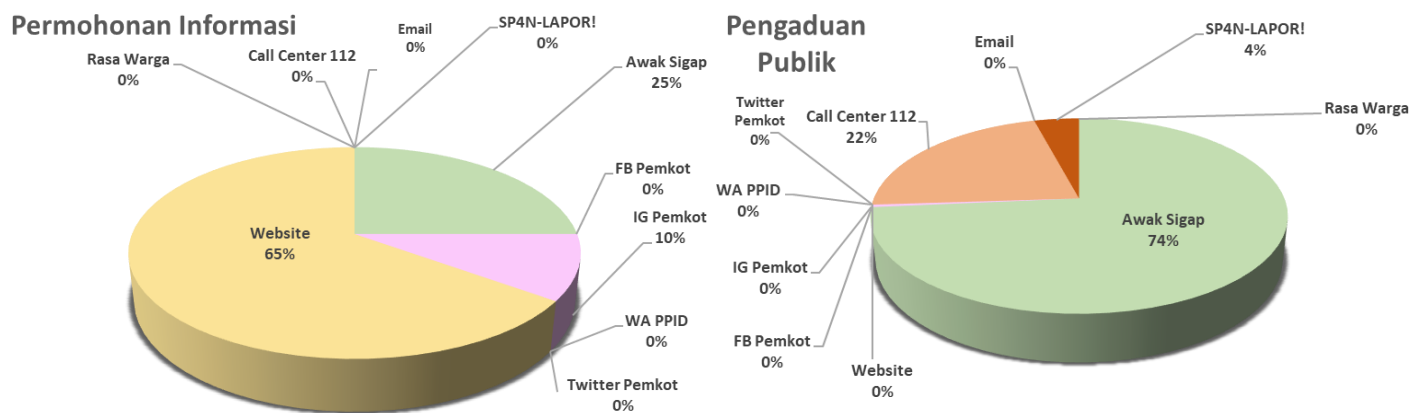 Permohonan Informasi
SP4N-LAPOR!
0%
Email
0%
Call Center 112
0%
Rasa Warga
0%
Awak Sigap
25%
FB Pemkot
0%
IG Pemkot
10%
Website
65%
WA PPID
0%
Twitter Pemkot
0%
Pengaduan
Publik
Email
0%
SP4N-LAPOR!
4%
Rasa Warga
0%
Twitter
Pemkot
0%
Call Center 112
22%
WA PPID
0%
Awak Sigap
74%
IG Pemkot
0%
FB Pemkot
0%
Website
0%